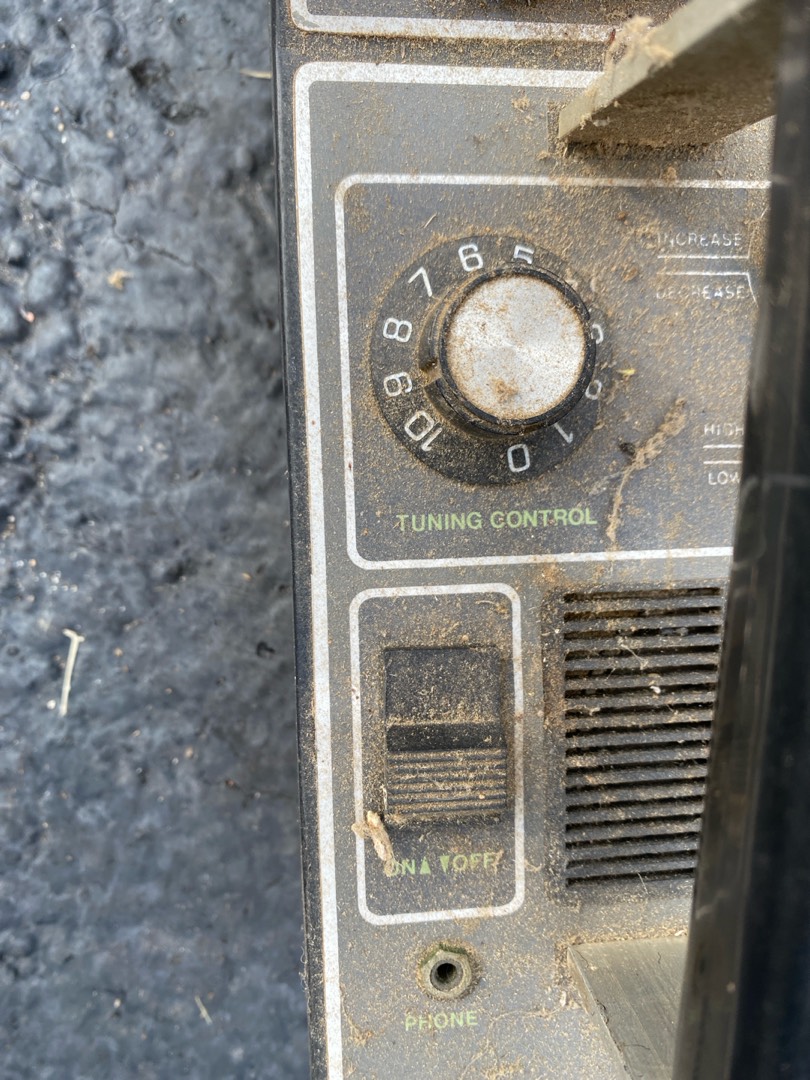 INCREASE
DECREASE
5
6
7
8
9
10
0
1
HIGH
LOW
TUNING CONTROL
ON▲ ▼OFF
PHONE